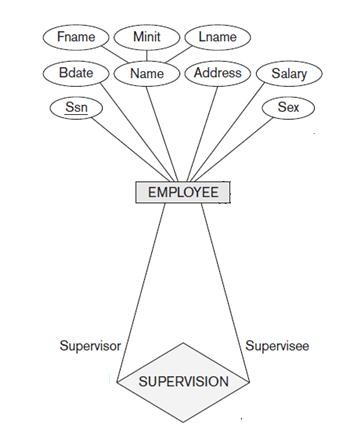 Fname Minit Lname
Bdate Name Address Salary
Ssn Sex
EMPLOYEE
Supervisor Supervisee
SUPERVISION